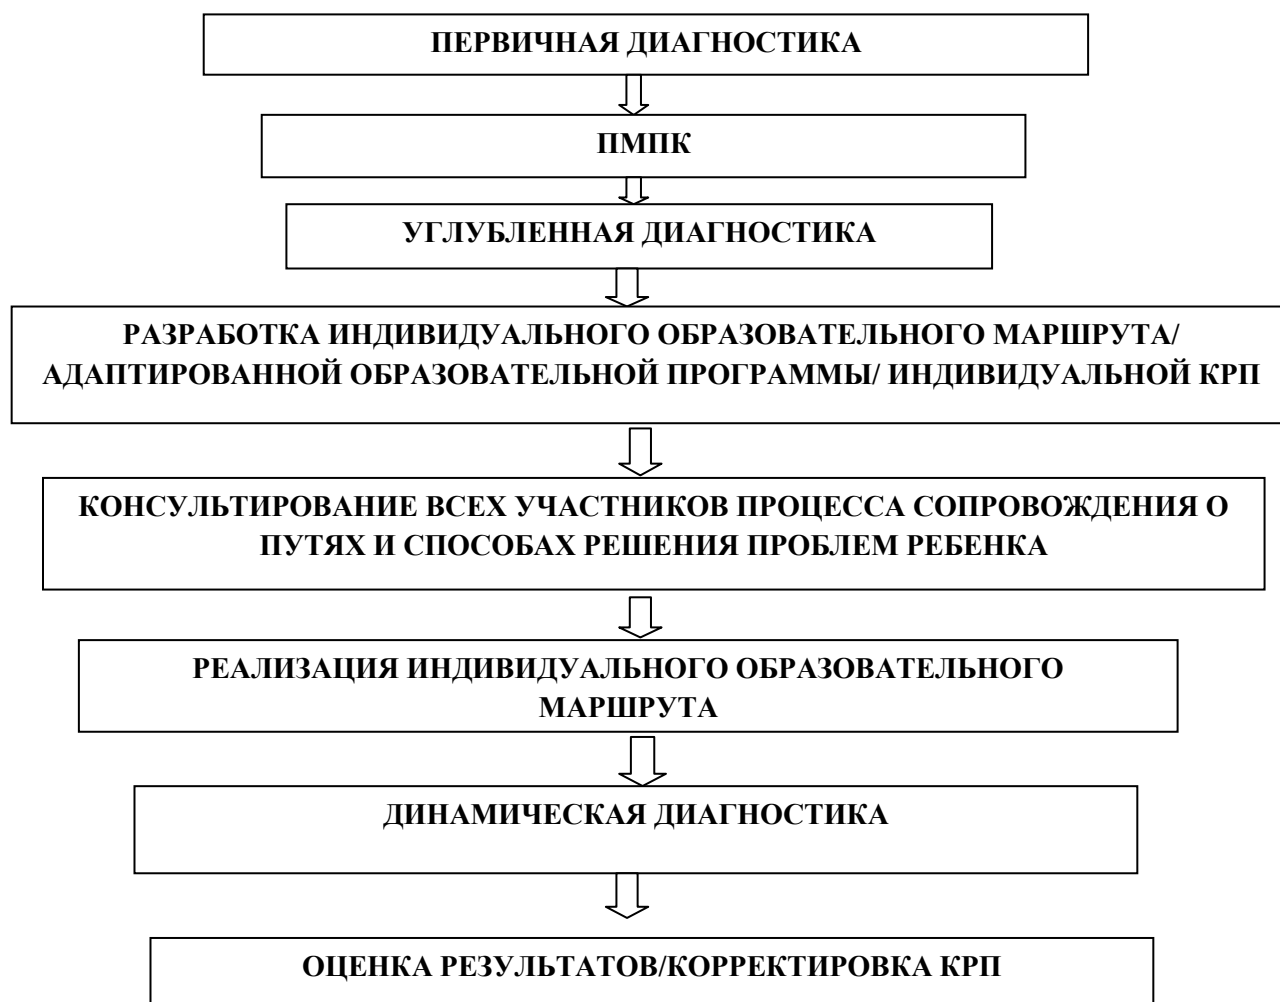 ПЕРВИЧНАЯ ДИАГНОСТИКА
ПМПК
УГЛУБЛЕННАЯ ДИАГНОСТИКА
РАЗРАБОТКА ИНДИВИДУАЛЬНОГО ОБРАЗОВАТЕЛЬНОГО МАРШРУТА/
АДАПТИРОВАННОЙ ОБРАЗОВАТЕЛЬНОЙ ПРОГРАММЫ/ ИНДИВИДУАЛЬНОЙ КРП
КОНСУЛЬТИРОВАНИЕ ВСЕХ УЧАСТНИКОВ ПРОЦЕССА СОПРОВОЖДЕНИЯ О
ПУТЯХ И СПОСОБАХ РЕШЕНИЯ ПРОБЛЕМ РЕБЕНКА
РЕАЛИЗАЦИЯ ИНДИВИДУАЛЬНОГО ОБРАЗОВАТЕЛЬНОГО
МАРШРУТА
ДИНАМИЧЕСКАЯ ДИАГНОСТИКА
ОЦЕНКА РЕЗУЛЬТАТОВ/КОРРЕКТИРОВКА КРП